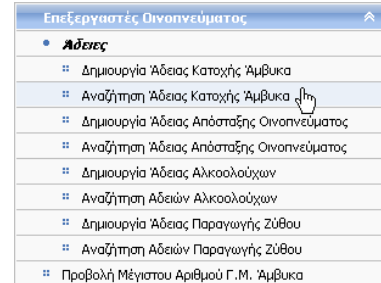 Επεξεργαστές Οινοπνεύματος
Άδειες
Δημιουργία Άδειας Κατοχής Άμβυκα
Αναζήτηση Άδειας Κατοχής Άμβυκα
Δημιουργία Άδειας Απόσταξης Οινοπνεύματος
Αναζήτηση Άδειας Απόσταξης Οινοπνεύματος
Δημιουργία Άδειας Αλκοολούχων
Αναζήτηση Αδειών Αλκοολούχων
Δημιουργία Άδειας Παραγωγής Ζύθου
Αναζήτηση Αδειών Παραγωγής Ζύθου
Προβολή Μέγιστου Αριθμού Γ.Μ. Άμβυκα